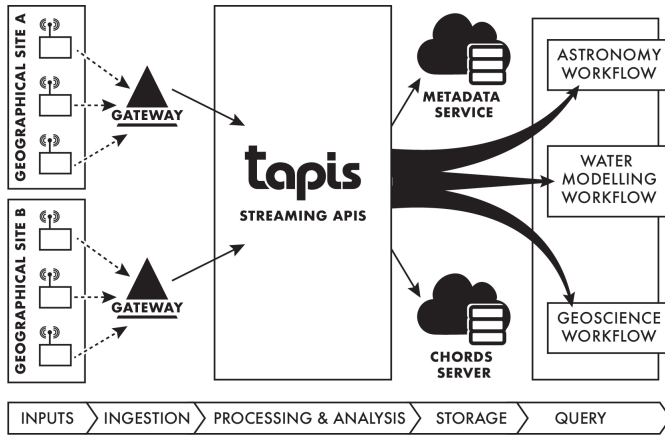 GEOGRAPHICAL SITE A
GATEWAY
GEOGRAPHICAL SITE B
GATEWAY
tapis
STREAMING APIS
METADATA
SERVICE
CHORDS
SERVER
ASTRONOMY
WORKFLOW
WATER
MODELLING
WORKFLOW
GEOSCIENCE
WORKFLOW
INPUTS
INGESTION
PROCESSING & ANALYSIS
STORAGE
QUERY